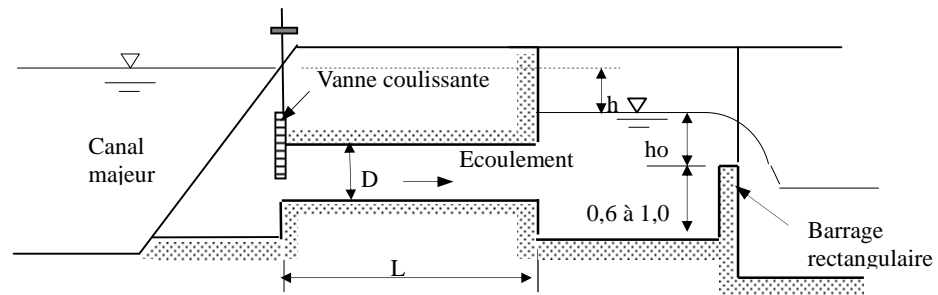 Vanne coulissante
h
Canal
majeur
Ecoulement
ho
D
0,6 à 1,0
Barrage
rectangulaire
L